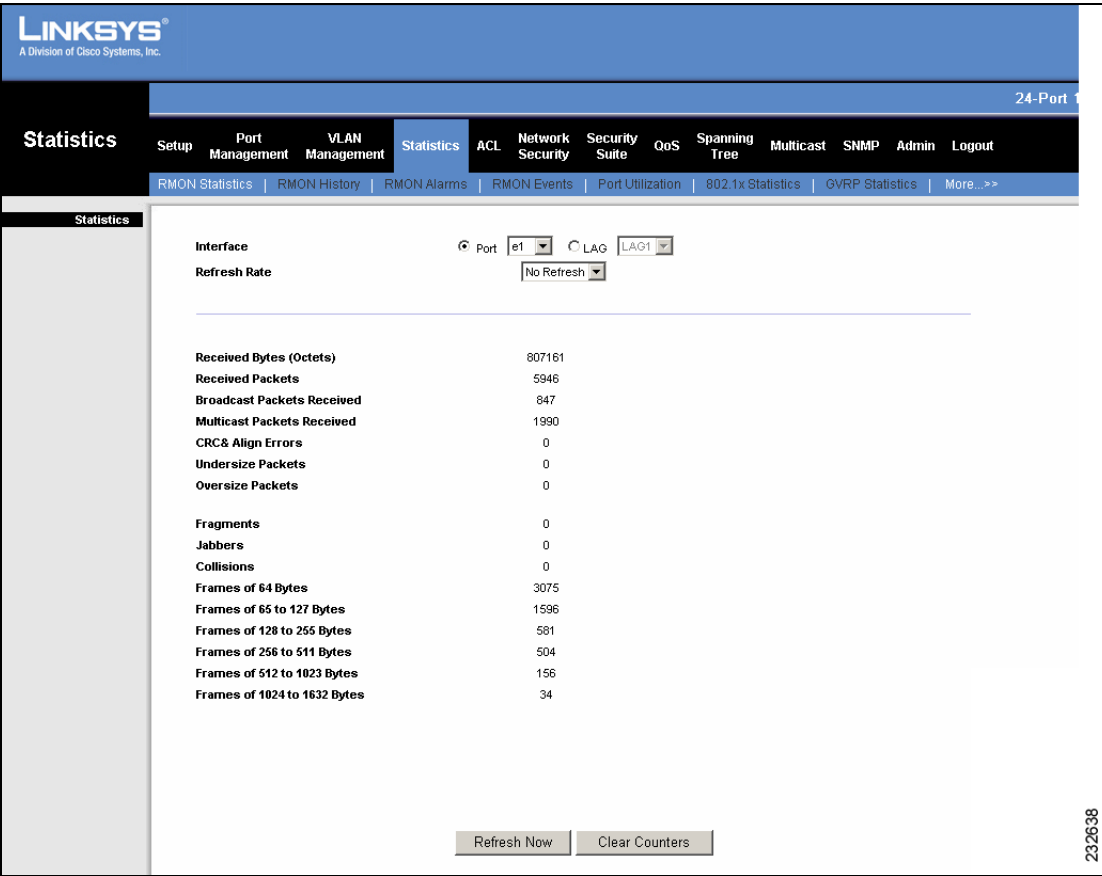 LINKSYS®
A Division of Cisco Systems, Inc.
24-Port 1
Statistics
Setup Port Management VLAN Management Statistics ACL Network Security Security Suite QoS Spanning Tree Multicast SNMP Admin Logout
RMON Statistics | RMON History | RMON Alarms | RMON Events | Port Utilization | 802.1x Statistics | GVRP Statistics | More...>>
Statistics
Interface Port e1 LAG LAG1
Refresh Rate No Refresh
Received Bytes (Octets) 807161
Received Packets 5946
Broadcast Packets Received 847
Multicast Packets Received 1990
CRC& Align Errors 0
Undersize Packets 0
Oversize Packets 0
Fragments 0
Jabbers 0
Collisions 0
Frames of 64 Bytes 3075
Frames of 65 to 127 Bytes 1596
Frames of 128 to 255 Bytes 581
Frames of 256 to 511 Bytes 504
Frames of 512 to 1023 Bytes 156
Frames of 1024 to 1632 Bytes 34
Refresh Now Clear Counters
232638